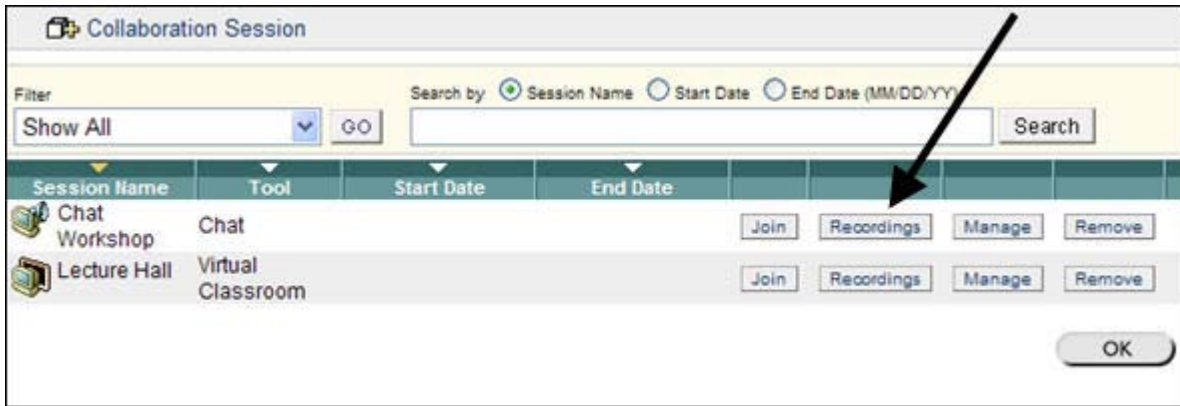 Collaboration Session
Filter
Search by Session Name Start Date End Date (MM/DD/YY)
Show All GO Search
Session Name Tool Start Date End Date
Chat Workshop Chat Join Recordings Manage Remove
Lecture Hall Virtual Classroom Join Recordings Manage Remove
OK